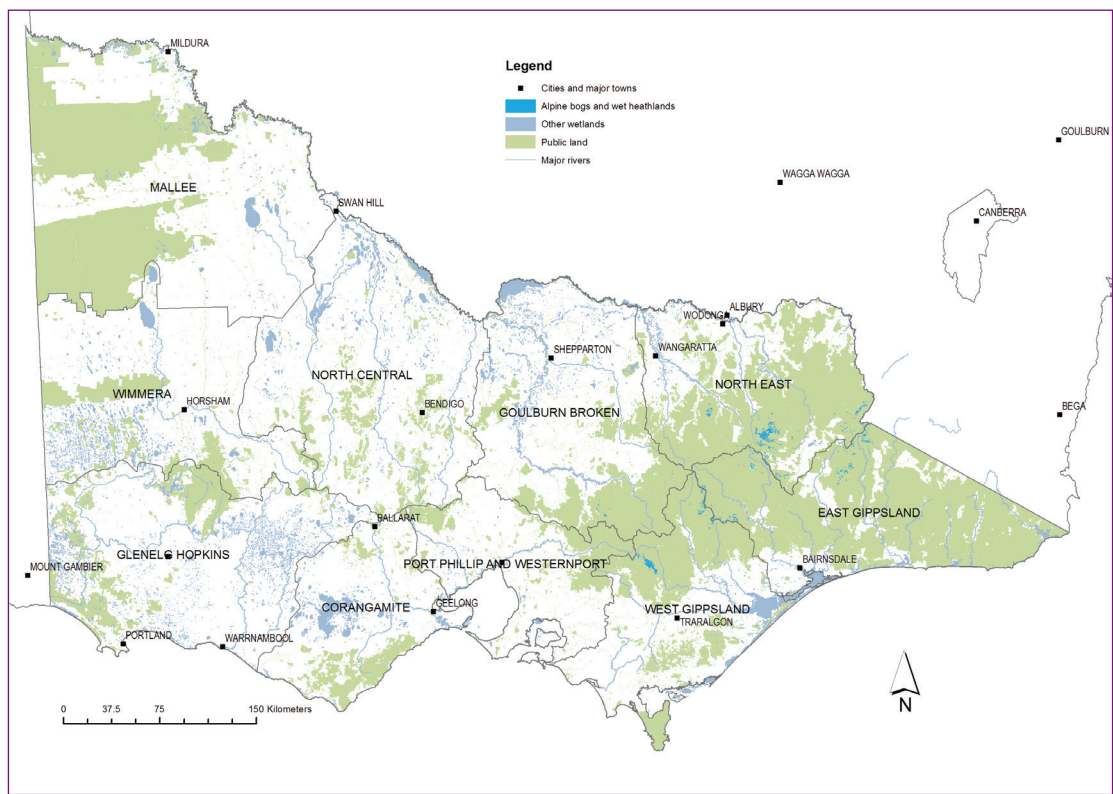 MILDURA
Legend
Cities and major towns
Alpine bogs and wet heathlands
Other wetlands
Public land
Major rivers
GOULBURN
WAGGA WAGGA
MALLEE
SWAN HILL
CANBERRA
ALBURY
WODONGA
SHEPPARTON
WANGARATTA
NORTH CENTRAL
NORTH EAST
WIMMERA
HORSHAM
BENDIGO
GOULBURN BROKEN
BEGA
BALLARAT
EAST GIPPSLAND
GLENELG HOPKINS
PORT PHILLIP AND WESTERNPORT
BAIRNSDALE
MOUNT GAMBIER
CORANGAMITE
GEELONG
WEST GIPPSLAND
TRARALGON
PORTLAND
WARRNAMBOOL
0 37.5 75 150 Kilometers
N